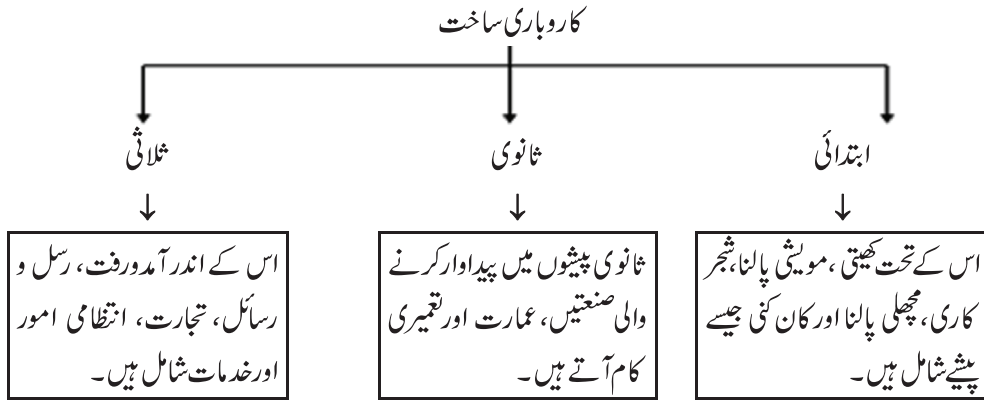 کاروباری ساخت
ابتدائی
ثانوی
ثلاثی
اس کے تحت کھیتی، مویشی پالنا، شجر
کاری، مچھلی پالنا اور کان کنی جیسے
پیشے شامل ہیں۔
ثانوی پیشوں میں پیداوار کرنے
والی صنعتیں، عمارت اور تعمیری
کام آتے ہیں۔
اس کے اندر آمدورفت، رسل و
رسائل، تجارت، انتظامی امور
اور خدمات شامل ہیں۔